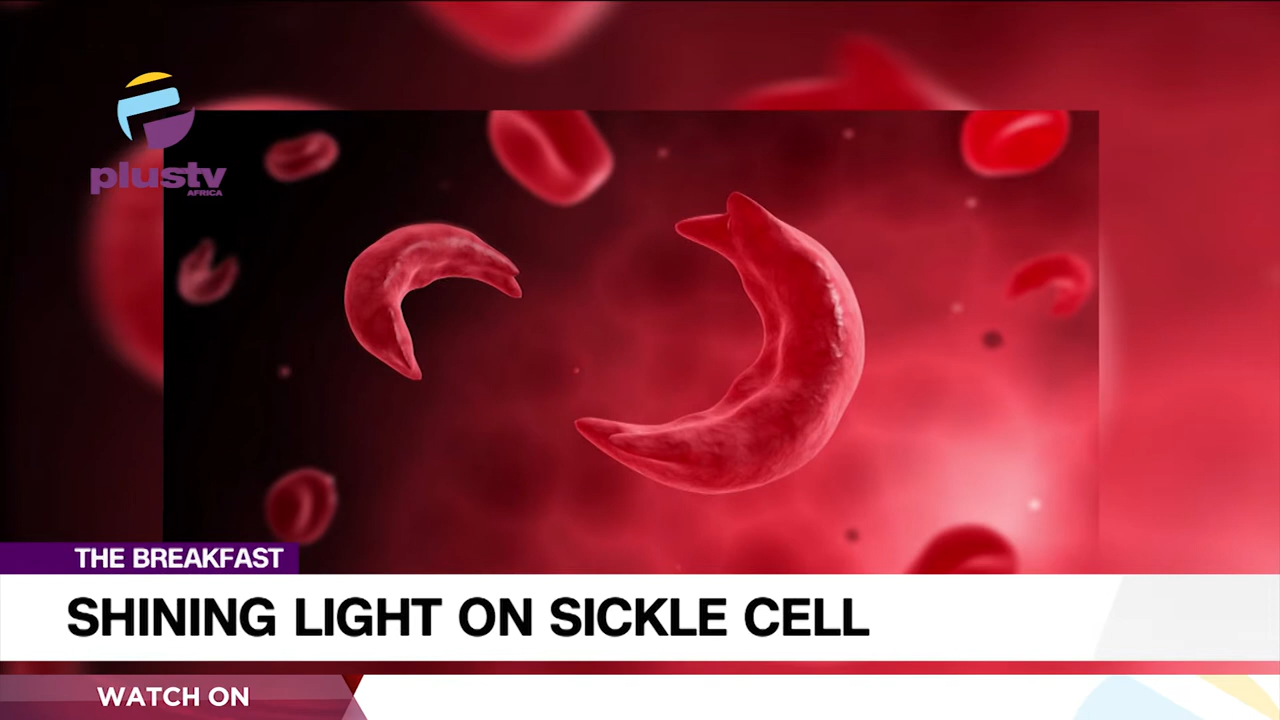 plustv
AFRICA
THE BREAKFAST
SHINING LIGHT ON SICKLE CELL
WATCH ON